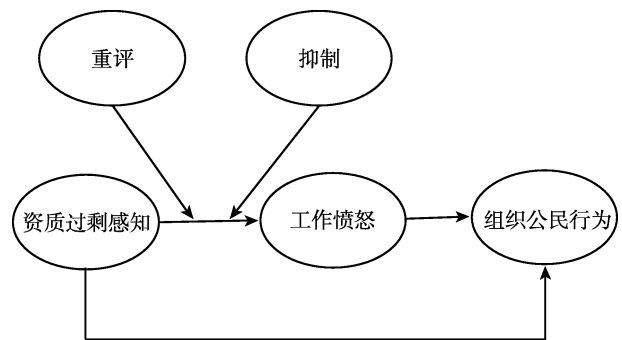 重评
抑制
资质过剩感知
工作愤怒
组织公民行为